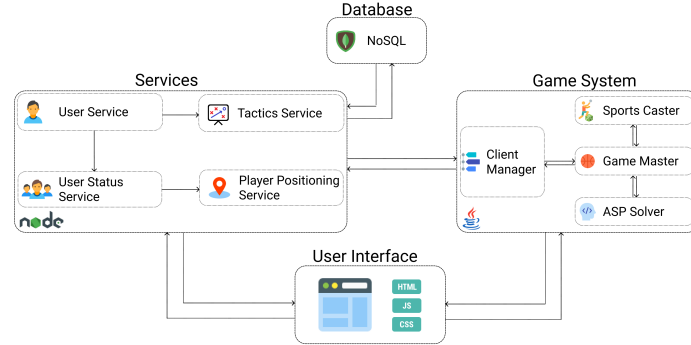 Database
NoSQL
Services
User Service
Tactics Service
User Status
Service
Player Positioning
Service
node
Game System
Sports Caster
Client
Manager
Game Master
ASP Solver
User Interface
HTML
JS
CSS